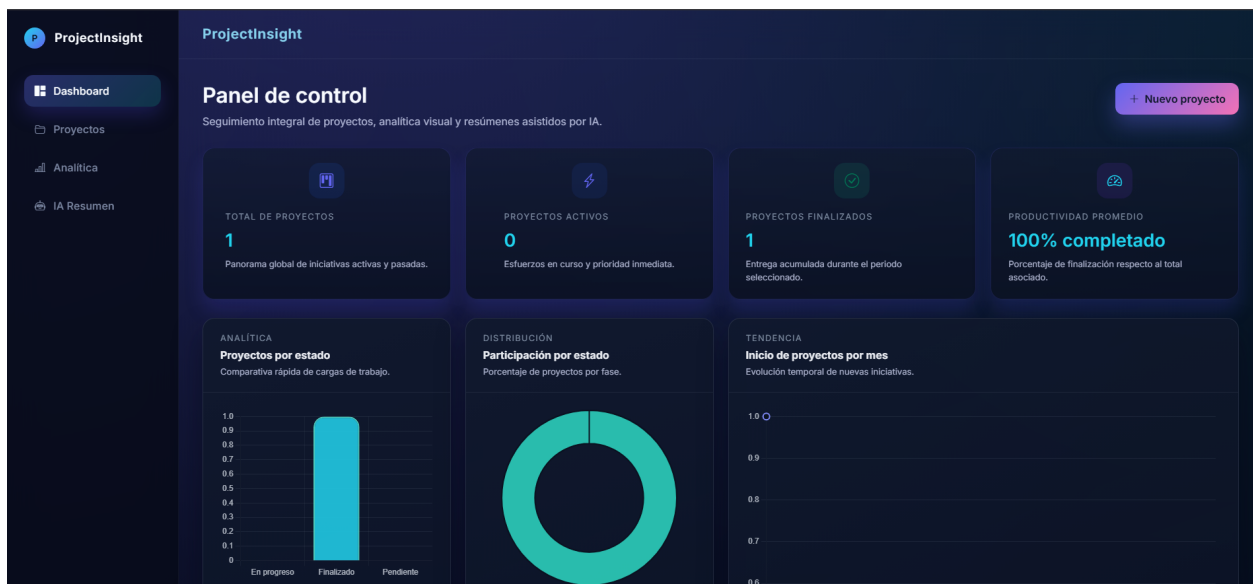 P ProjectInsight
Dashboard
Proyectos
Analítica
IA Resumen
ProjectInsight
Panel de control
Seguimiento integral de proyectos, analítica visual y resúmenes asistidos por IA.
+ Nuevo proyecto
TOTAL DE PROYECTOS
1
Panorama global de iniciativas activas y pasadas.
PROYECTOS ACTIVOS
0
Esfuerzos en curso y prioridad inmediata.
PROYECTOS FINALIZADOS
1
Entrega acumulada durante el período
seleccionado.
PRODUCTIVIDAD PROMEDIO
100% completado
Porcentaje de finalización respecto al total
asociado.
ANALÍTICA
Proyectos por estado
Comparativa rápida de cargas de trabajo.
1.0
0.9
0.8
0.7
0.6
0.5
0.4
0.3
0.2
0.1
0
En progreso Finalizado Pendiente
DISTRIBUCIÓN
Participación por estado
Porcentaje de proyectos por fase.
TENDENCIA
Inicio de proyectos por mes
Evolución temporal de nuevas iniciativas.
1.0
0.9
0.8
0.7
0.6